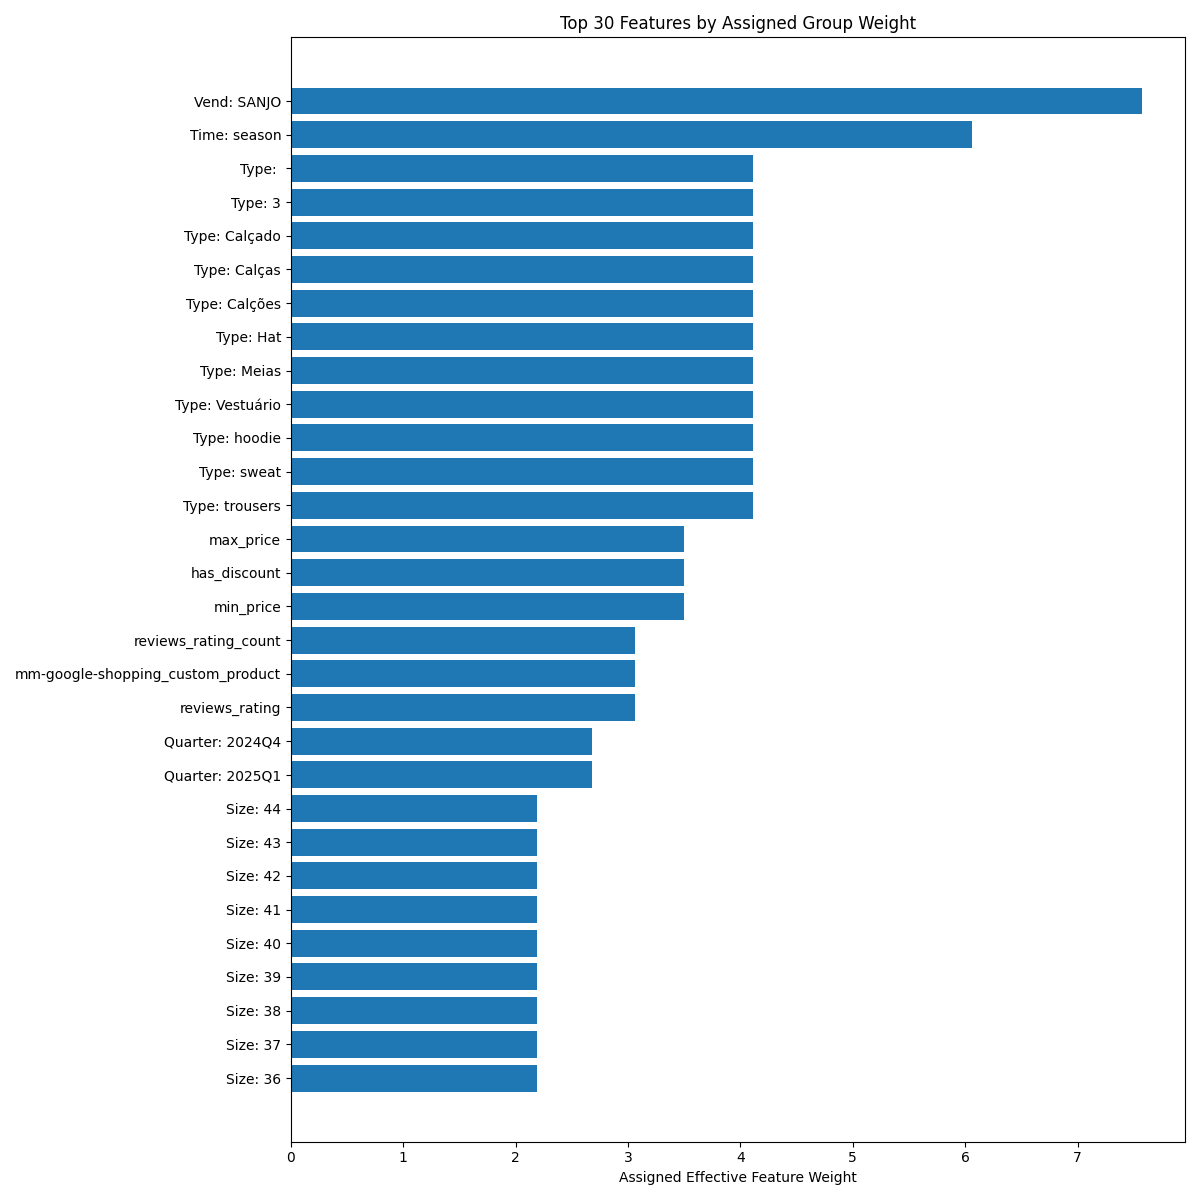 Top 30 Features by Assigned Group Weight
Vend: SANJO
Time: season
Type:
Type: 3
Type: Calçado
Type: Calças
Type: Calções
Type: Hat
Type: Meias
Type: Vestuário
Type: hoodie
Type: sweat
Type: trousers
max_price
has_discount
min_price
reviews_rating_count
mm-google-shopping_custom_product
reviews_rating
Quarter: 2024Q4
Quarter: 2025Q1
Size: 44
Size: 43
Size: 42
Size: 41
Size: 40
Size: 39
Size: 38
Size: 37
Size: 36
0 1 2 3 4 5 6 7
Assigned Effective Feature Weight